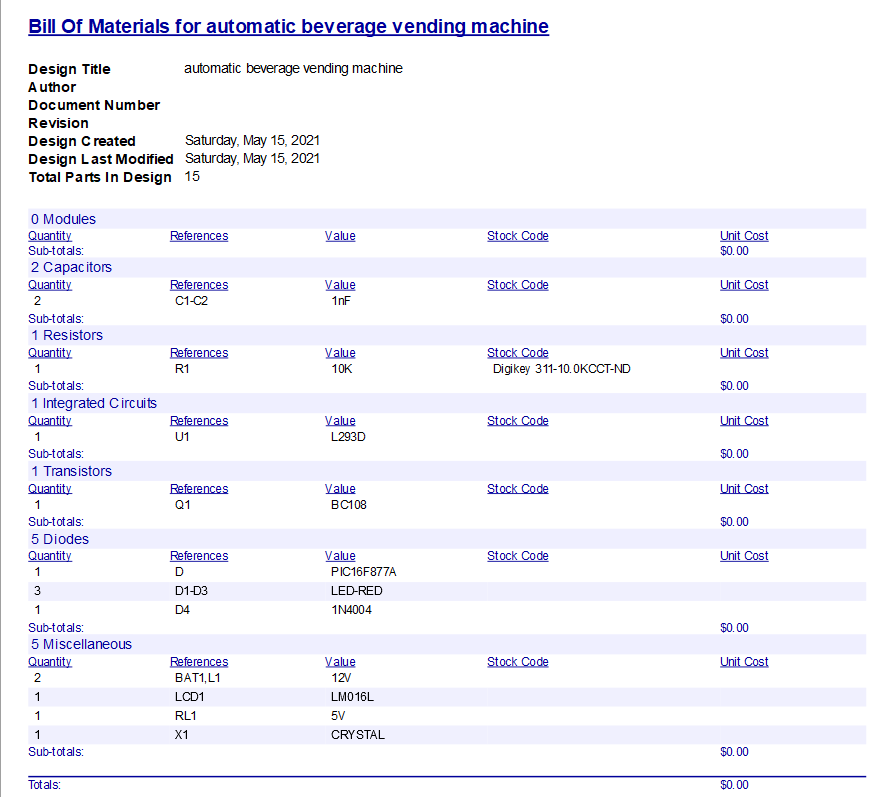 Bill Of Materials for automatic beverage vending machine
Design Title automatic beverage vending machine
Author
Document Number
Revision
Design Created Saturday, May 15, 2021
Design Last Modified Saturday, May 15, 2021
Total Parts In Design 15
0 Modules
Quantity References Value Stock Code Unit Cost
Sub-totals: $0.00
2 Capacitors
Quantity References Value Stock Code Unit Cost
2 C1-C2 1nF
Sub-totals: $0.00
1 Resistors
Quantity References Value Stock Code Unit Cost
1 R1 10K Digikey 311-10.0KCCT-ND
Sub-totals: $0.00
1 Integrated Circuits
Quantity References Value Stock Code Unit Cost
1 U1 L293D
Sub-totals: $0.00
1 Transistors
Quantity References Value Stock Code Unit Cost
1 Q1 BC108
Sub-totals: $0.00
5 Diodes
Quantity References Value Stock Code Unit Cost
1 D PIC16F877A
3 D1-D3 LED-RED
1 D4 1N4004
Sub-totals: $0.00
5 Miscellaneous
Quantity References Value Stock Code Unit Cost
2 BAT1,L1 12V
1 LCD1 LM016L
1 RL1 5V
1 X1 CRYSTAL
Sub-totals: $0.00
Totals: $0.00